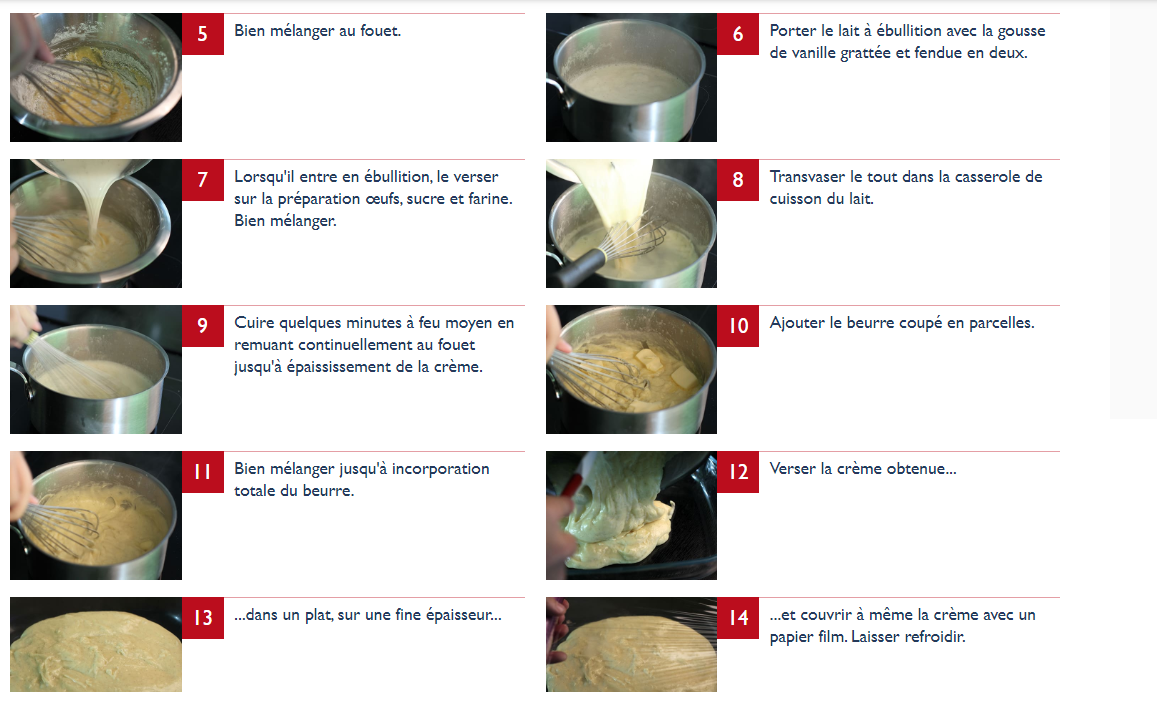 5
Bien mélanger au fouet.
6
Porter le lait à ébullition avec la gousse
de vanille grattée et fendue en deux.
7
Lorsqu'il entre en ébullition, le verser
sur la préparation œufs, sucre et farine.
Bien mélanger.
8
Transvaser le tout dans la casserole de
cuisson du lait.
9
Cuire quelques minutes à feu moyen en
remuant continuellement au fouet
jusqu'à épaississement de la crème.
10
Ajouter le beurre coupé en parcelles.
11
Bien mélanger jusqu'à incorporation
totale du beurre.
12
Verser la crème obtenue...
13
...dans un plat, sur une fine épaisseur...
14
...et couvrir à même la crème avec un
papier film. Laisser refroidir.